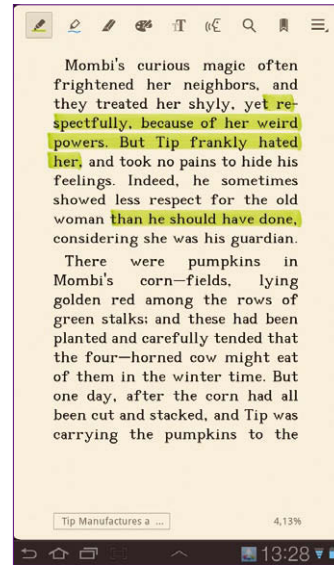 Mombi's curious magic often
frightened her neighbors, and
they treated her shyly, yet re-
spectfully, because of her weird
powers. But Tip frankly hated
her, and took no pains to hide his
feelings. Indeed, he sometimes
showed less respect for the old
woman than he should have done,
considering she was his guardian.
There were pumpkins in
Mombi's corn—fields, lying
golden red among the rows of
green stalks; and these had been
planted and carefully tended that
the four—horned cow might eat
of them in the winter time. But
one day, after the corn had all
been cut and stacked, and Tip was
carrying the pumpkins to the
Tip Manufactures a ... 4,13%
13:28